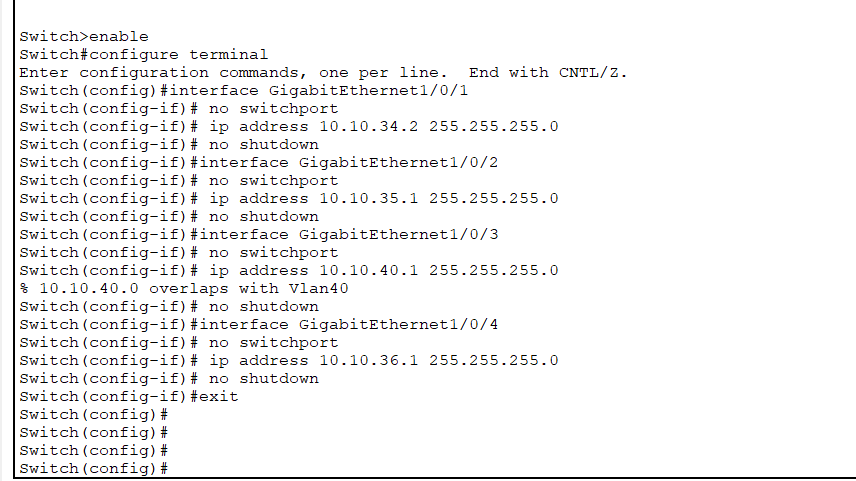 Switch>enable
Switch#configure terminal
Enter configuration commands, one per line.  End with CNTL/Z.
Switch(config)#interface GigabitEthernet1/0/1
Switch(config-if)# no switchport
Switch(config-if)# ip address 10.10.34.2 255.255.255.0
Switch(config-if)# no shutdown
Switch(config-if)#interface GigabitEthernet1/0/2
Switch(config-if)# no switchport
Switch(config-if)# ip address 10.10.35.1 255.255.255.0
Switch(config-if)# no shutdown
Switch(config-if)#interface GigabitEthernet1/0/3
Switch(config-if)# no switchport
Switch(config-if)# ip address 10.10.40.1 255.255.255.0
% 10.10.40.0 overlaps with Vlan40
Switch(config-if)# no shutdown
Switch(config-if)#interface GigabitEthernet1/0/4
Switch(config-if)# no switchport
Switch(config-if)# ip address 10.10.36.1 255.255.255.0
Switch(config-if)# no shutdown
Switch(config-if)#exit
Switch(config)#
Switch(config)#
Switch(config)#
Switch(config)#